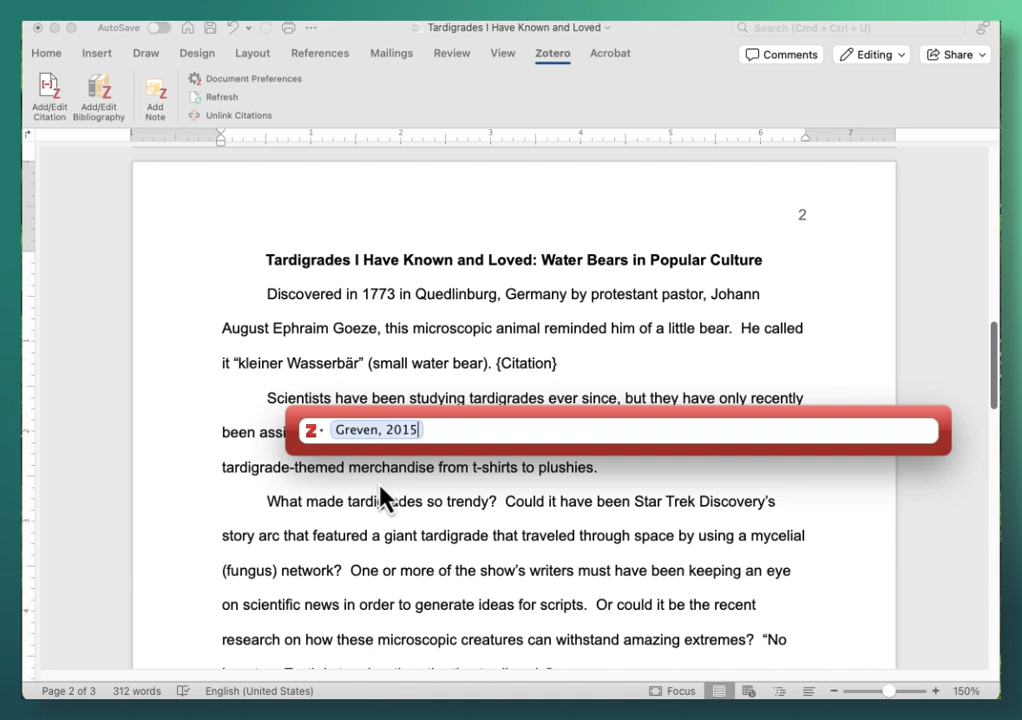 AutoSave
Tardigrades I Have Known and Loved
Search (Cmd + Ctrl + U)
Home Insert Draw Design Layout References Mailings Review View Zotero Acrobat
Comments Editing Share
Add/Edit Citation
Add/Edit Bibliography
Add Note
Document Preferences
Refresh
Unlink Citations
1 1 2 3 4 5 6 7
2
Tardigrades I Have Known and Loved: Water Bears in Popular Culture
Discovered in 1773 in Quedlinburg, Germany by protestant pastor, Johann
August Ephraim Goeze, this microscopic animal reminded him of a little bear. He called
it “kleiner Wasserbär” (small water bear). {Citation}
Scientists have been studying tardigrades ever since, but they have only recently
been assi
Z Greven, 2015
tardigrade-themed merchandise from t-shirts to plushies.
What made tardigrades so trendy? Could it have been Star Trek Discovery’s
story arc that featured a giant tardigrade that traveled through space by using a mycelial
(fungus) network? One or more of the show’s writers must have been keeping an eye
on scientific news in order to generate ideas for scripts. Or could it be the recent
research on how these microscopic creatures can withstand amazing extremes? “No
Page 2 of 3 312 words English (United States) Focus 150%